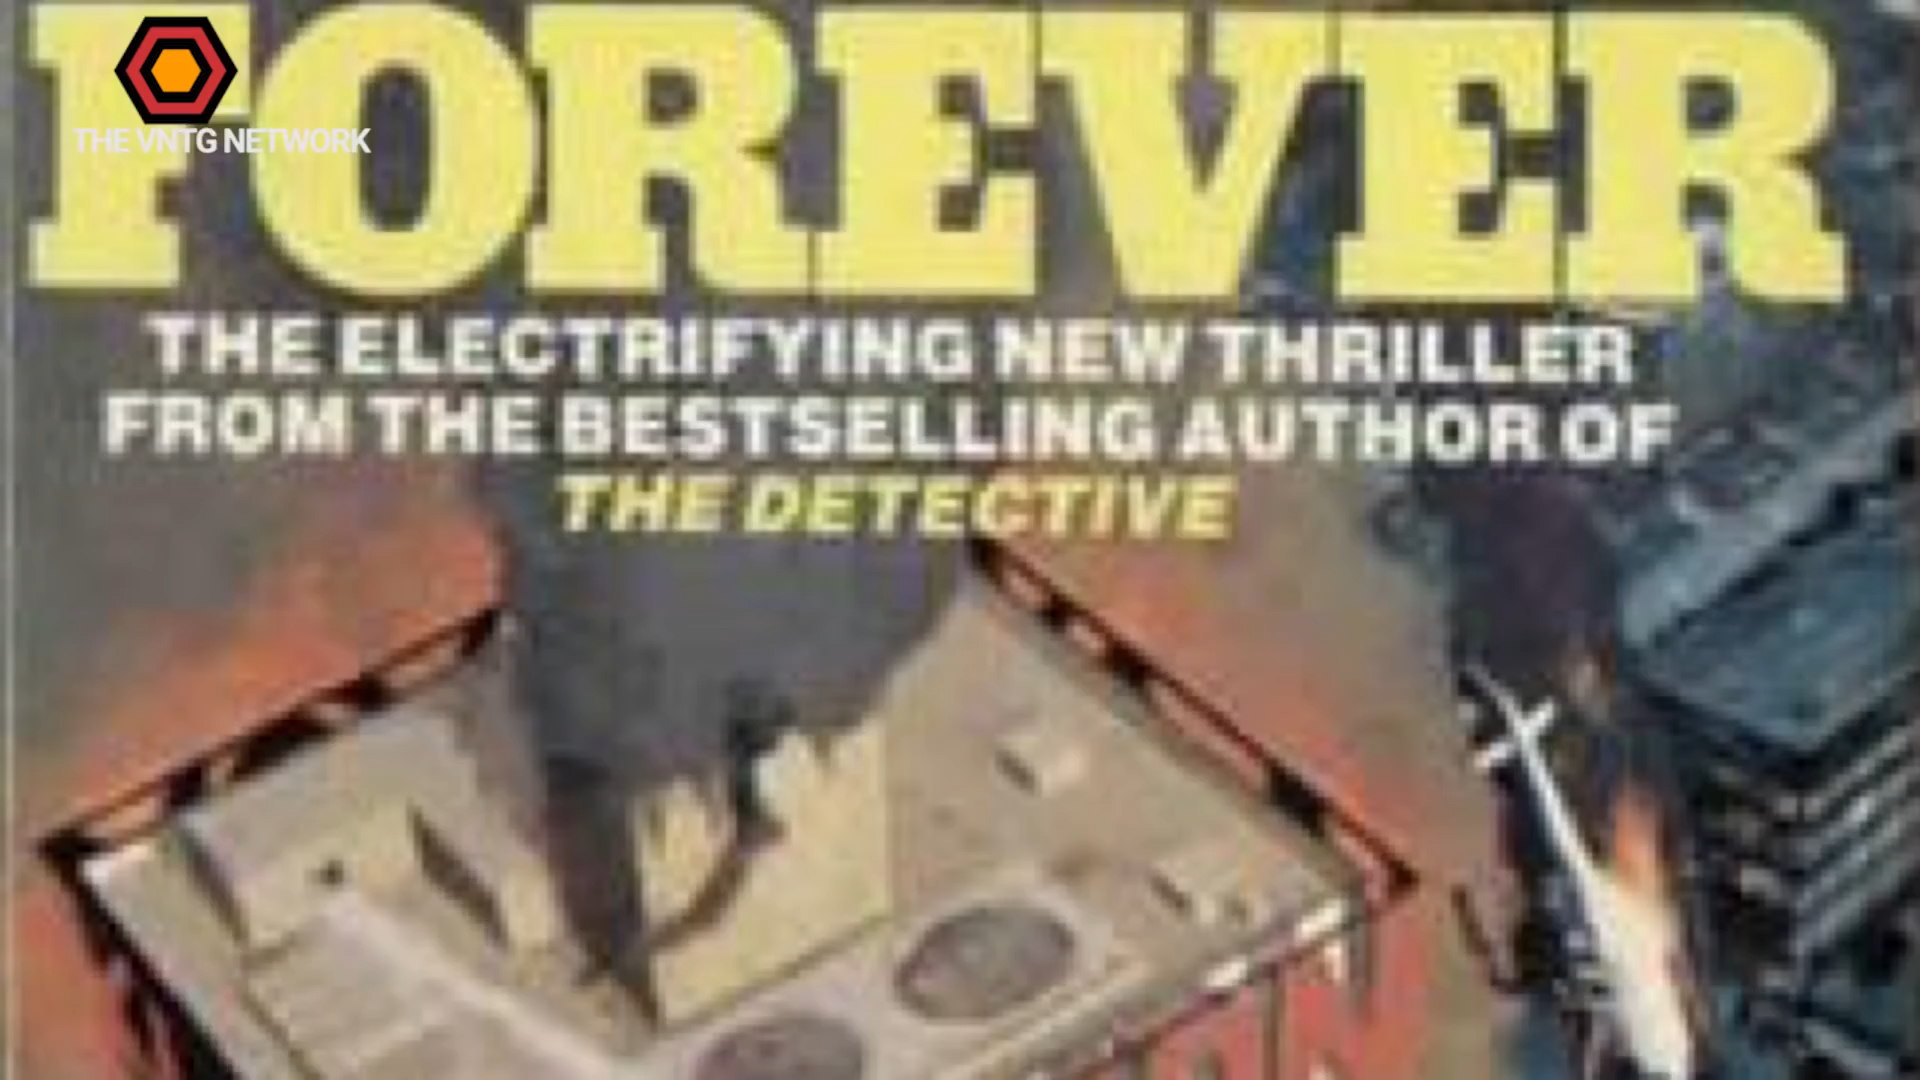 FOREVER
THE VNTG NETWORK
THE ELECTRIFYING NEW THRILLER
FROM THE BESTSELLING AUTHOR OF
THE DETECTIVE